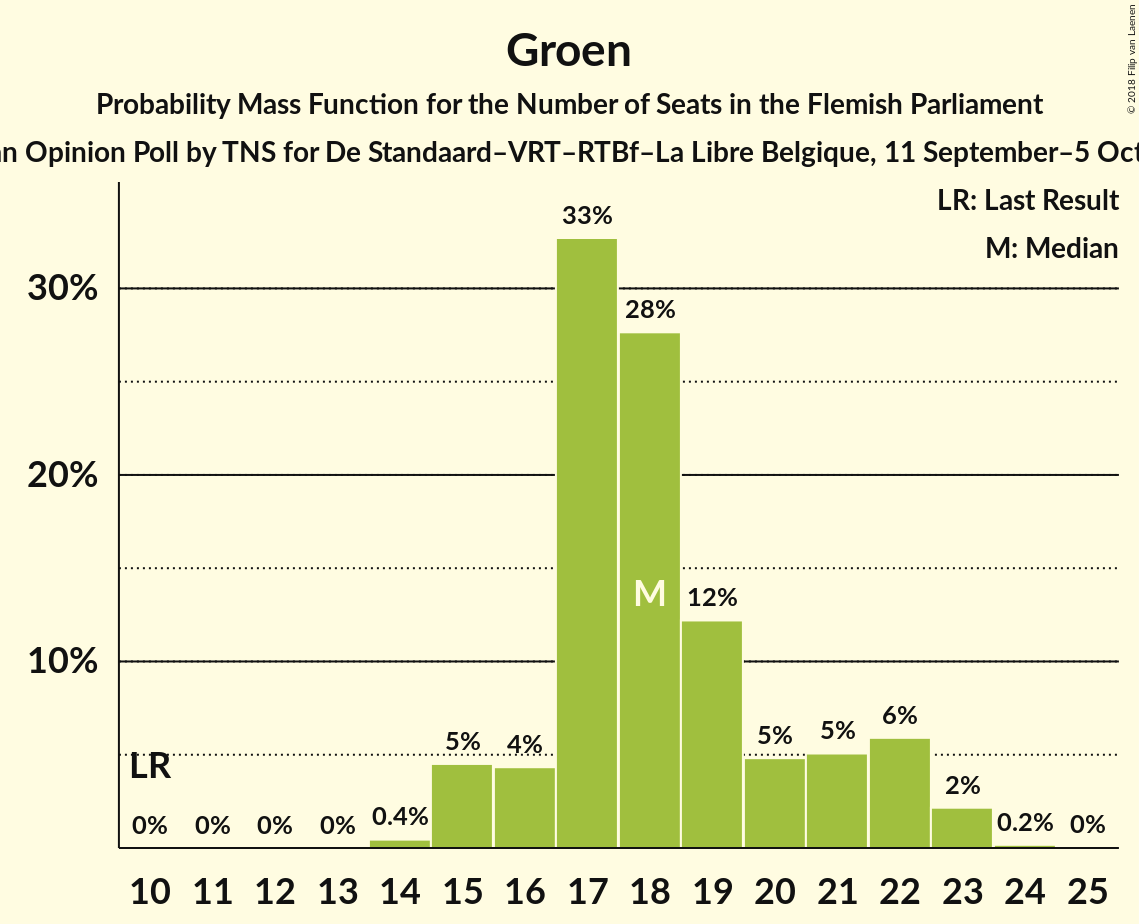 Groen
Probability Mass Function for the Number of Seats in the Flemish Parliament
Opinion Poll by TNS for De Standaard–VRT–RTBf–La Libre Belgique, 11 September–5
© 2018 Filip van Laenen
LR: Last Result
M: Median
30%
20%
10%
33%
28%
M
12%
LR
0%
0%
0%
0%
0.4%
5%
4%
5%
5%
6%
2%
0.2%
0%
10 11 12 13 14 15 16 17 18 19 20 21 22 23 24 25